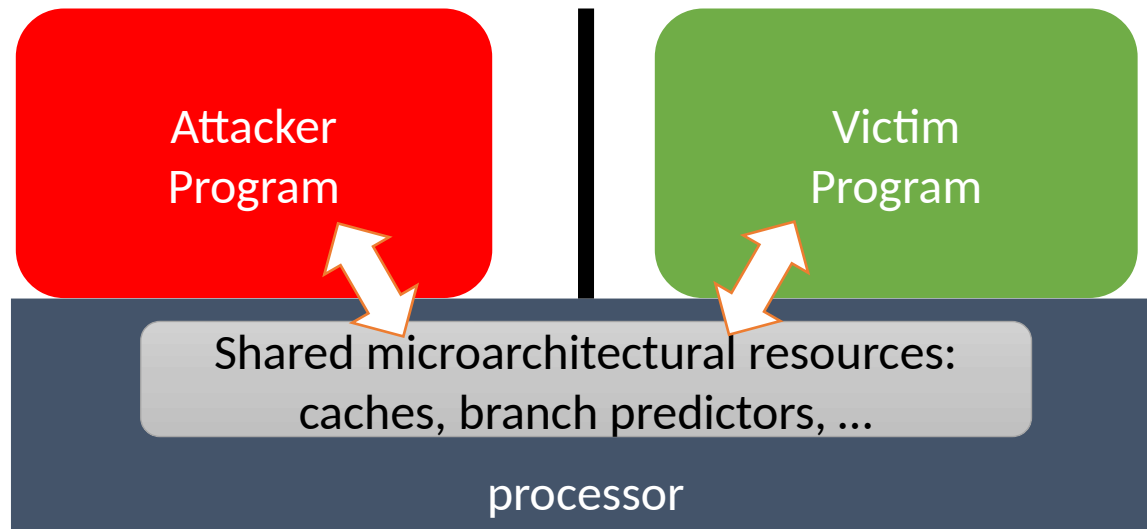 Attacker
Program
Victim
Program
Shared microarchitectural resources:
caches, branch predictors, ...
processor